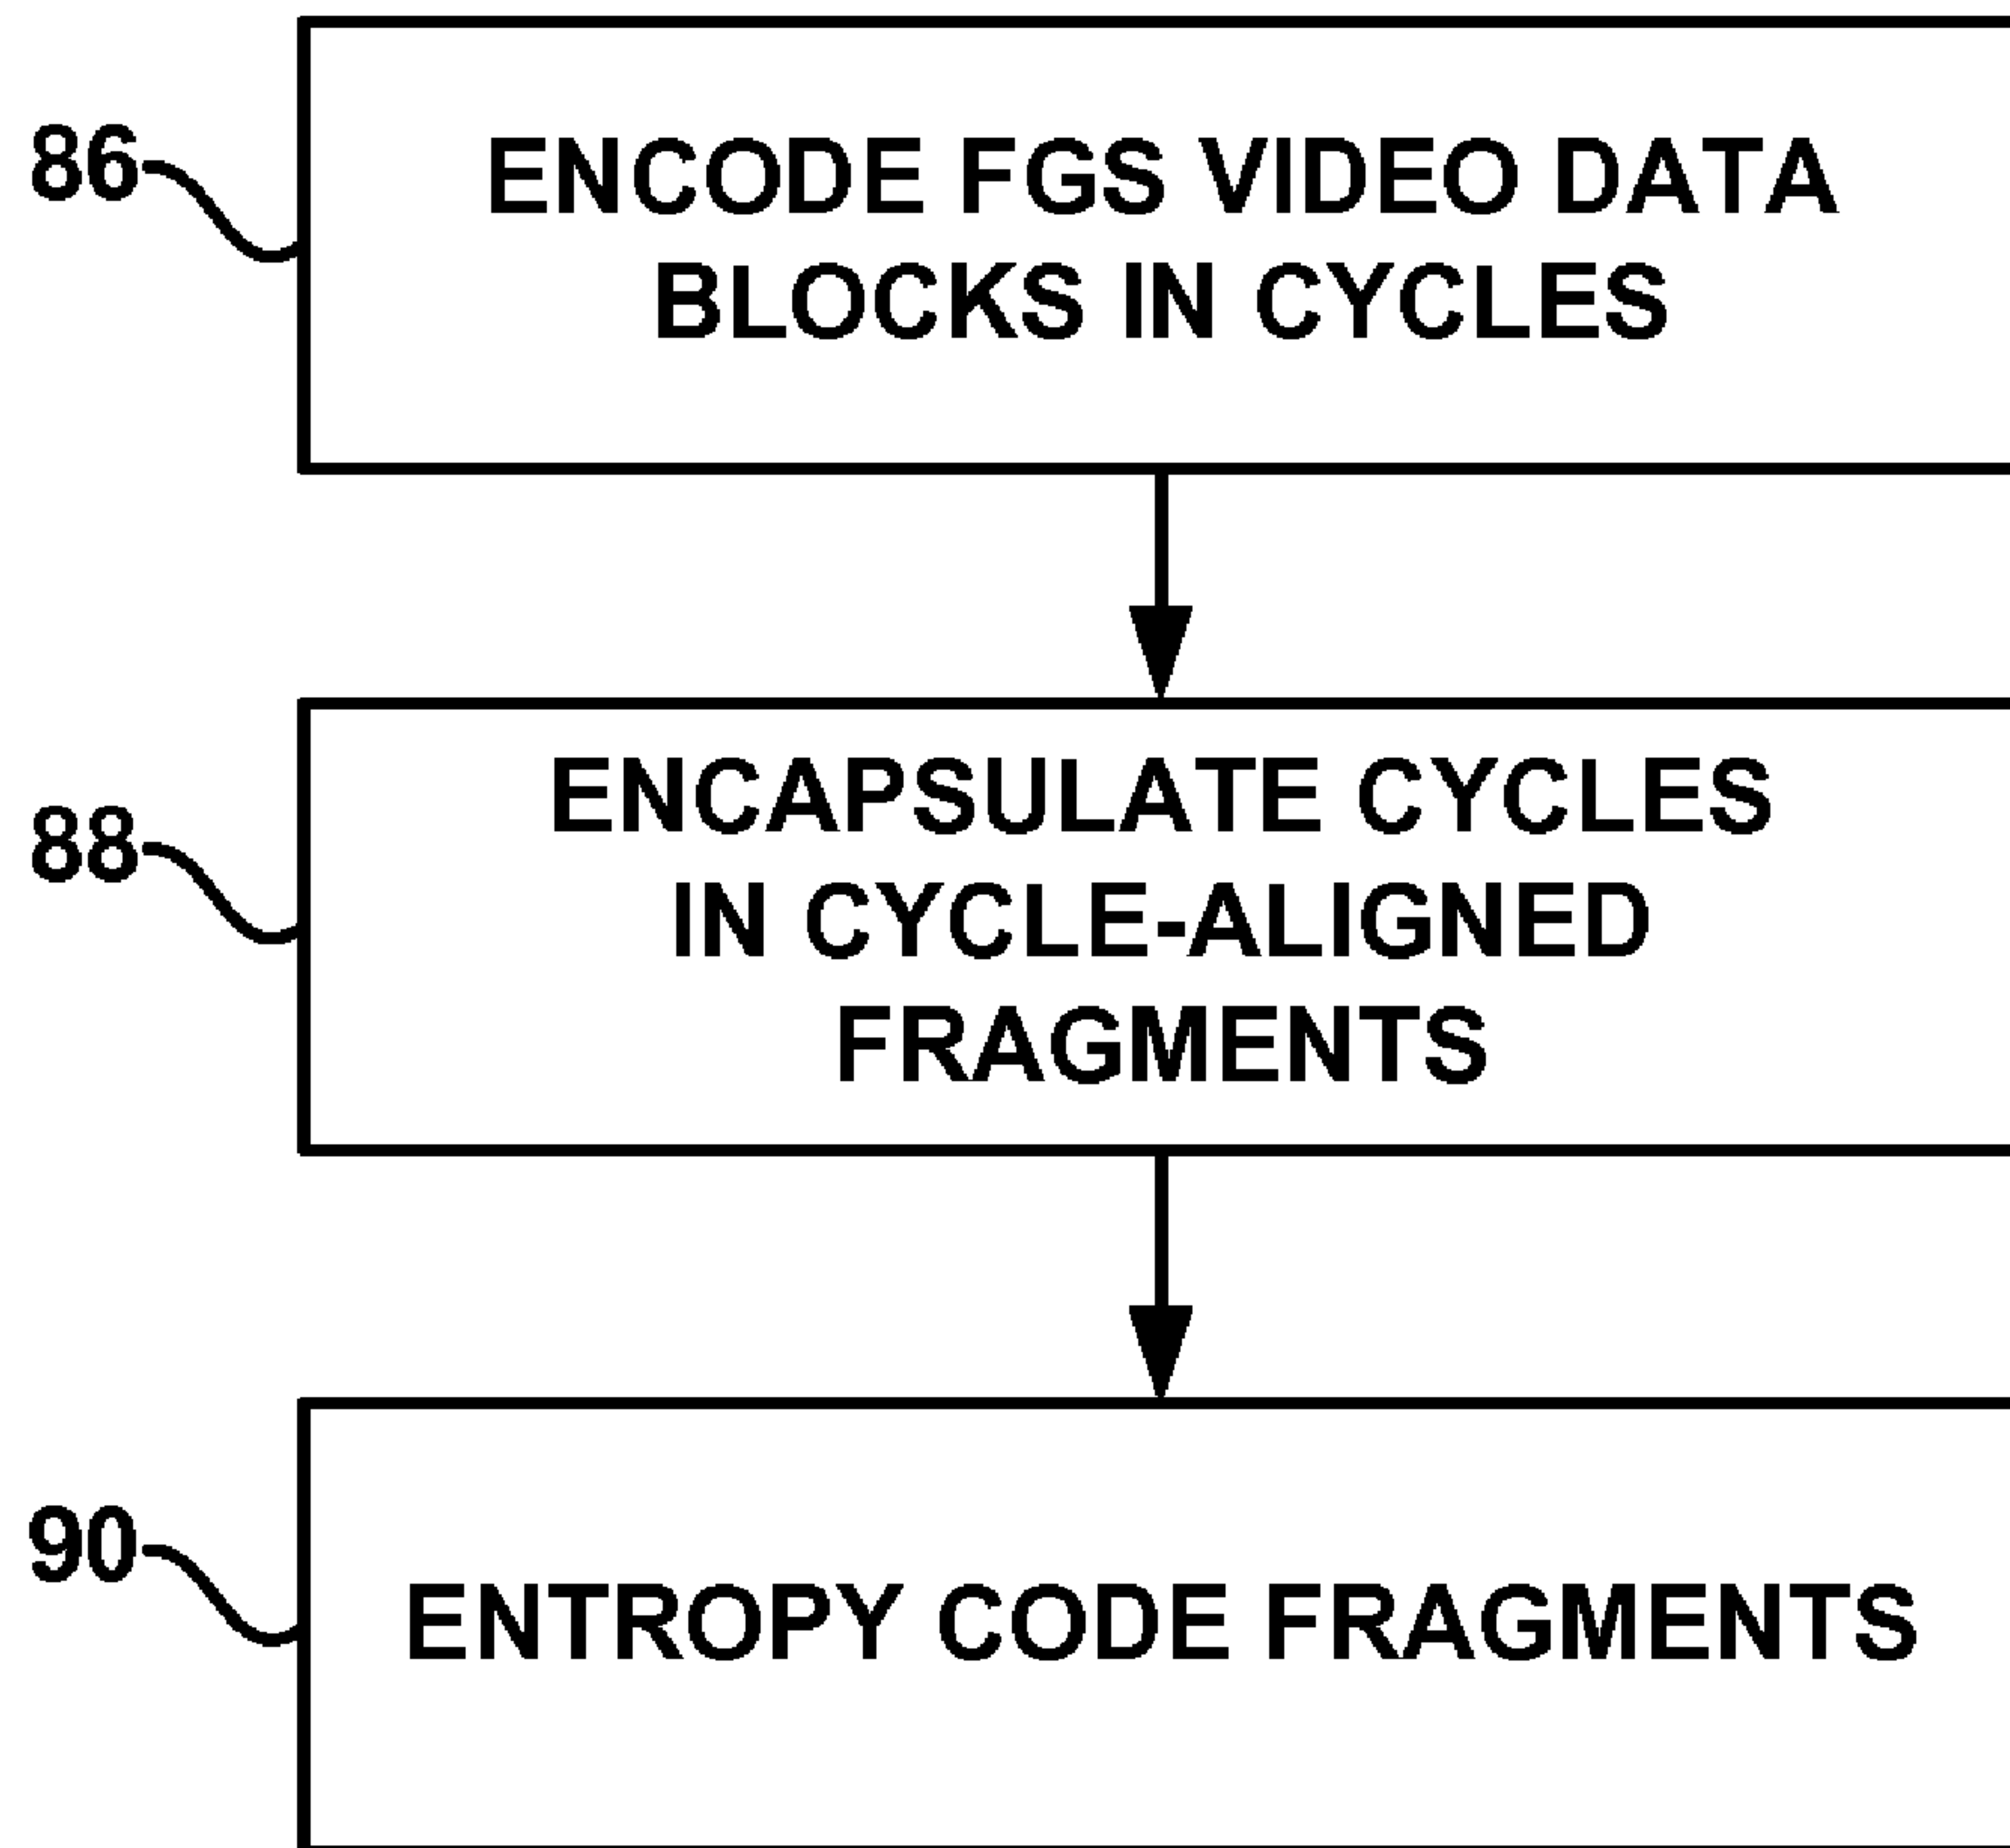 86
ENCODE FGS VIDEO DATA
BLOCKS IN CYCLES
88
ENCAPSULATE CYCLES
IN CYCLE-ALIGNED
FRAGMENTS
90
ENTROPY CODE FRAGMENTS